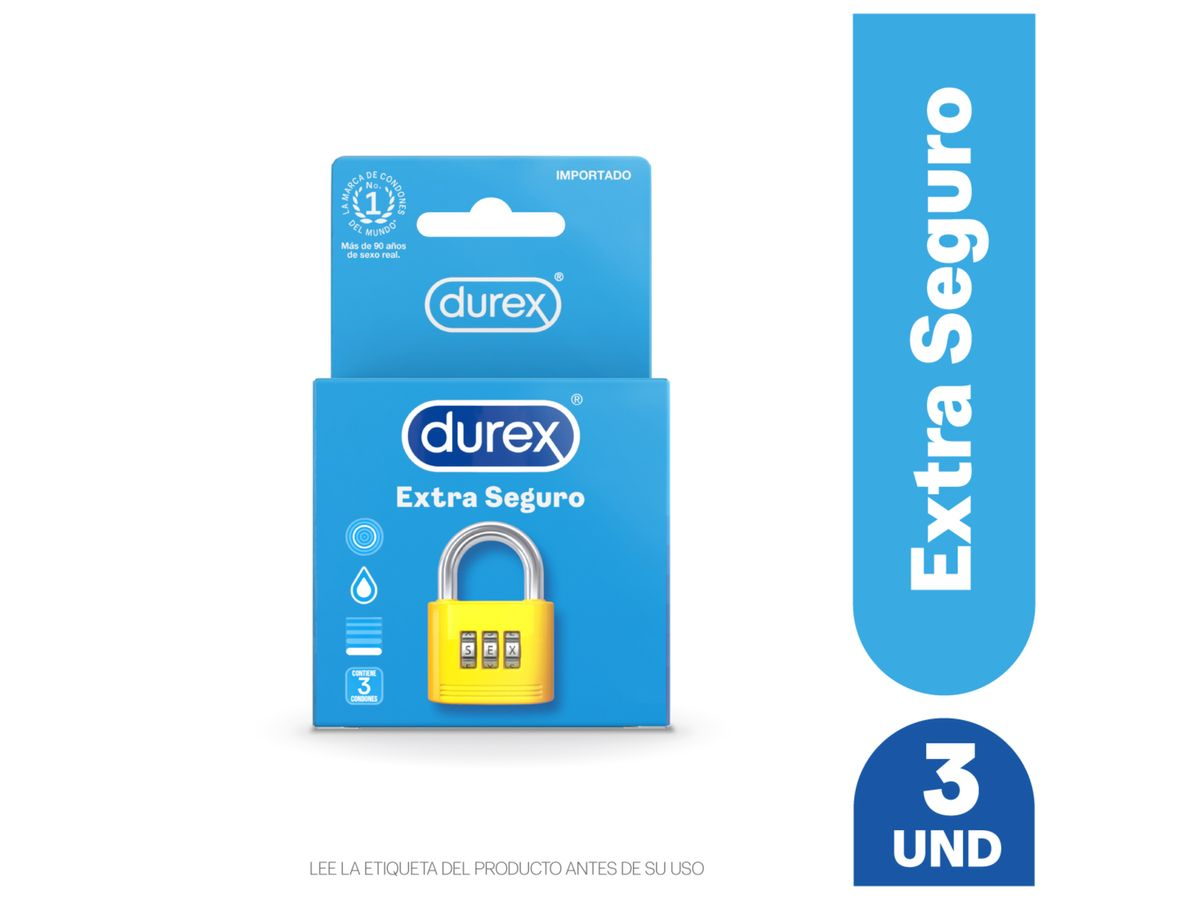 LA MARCA DE CONDONES
No.
1
DEL MUNDO*
Más de 90 años
de sexo real.
IMPORTADO
durex®
durex®
Extra Seguro
S E X
CONTIENE
3
CONDONES
Extra Seguro
3
UND
LEE LA ETIQUETA DEL PRODUCTO ANTES DE SU USO